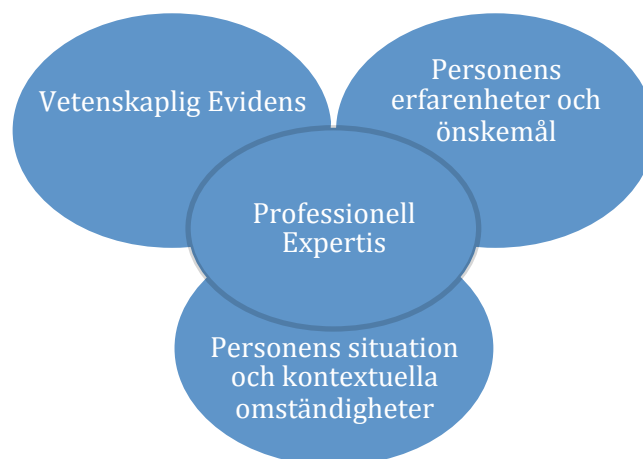 Vetenskaplig Evidens
Personens
erfarenheter och
önskemål
Professionell
Expertis
Personens situation
och kontextuella
omständigheter